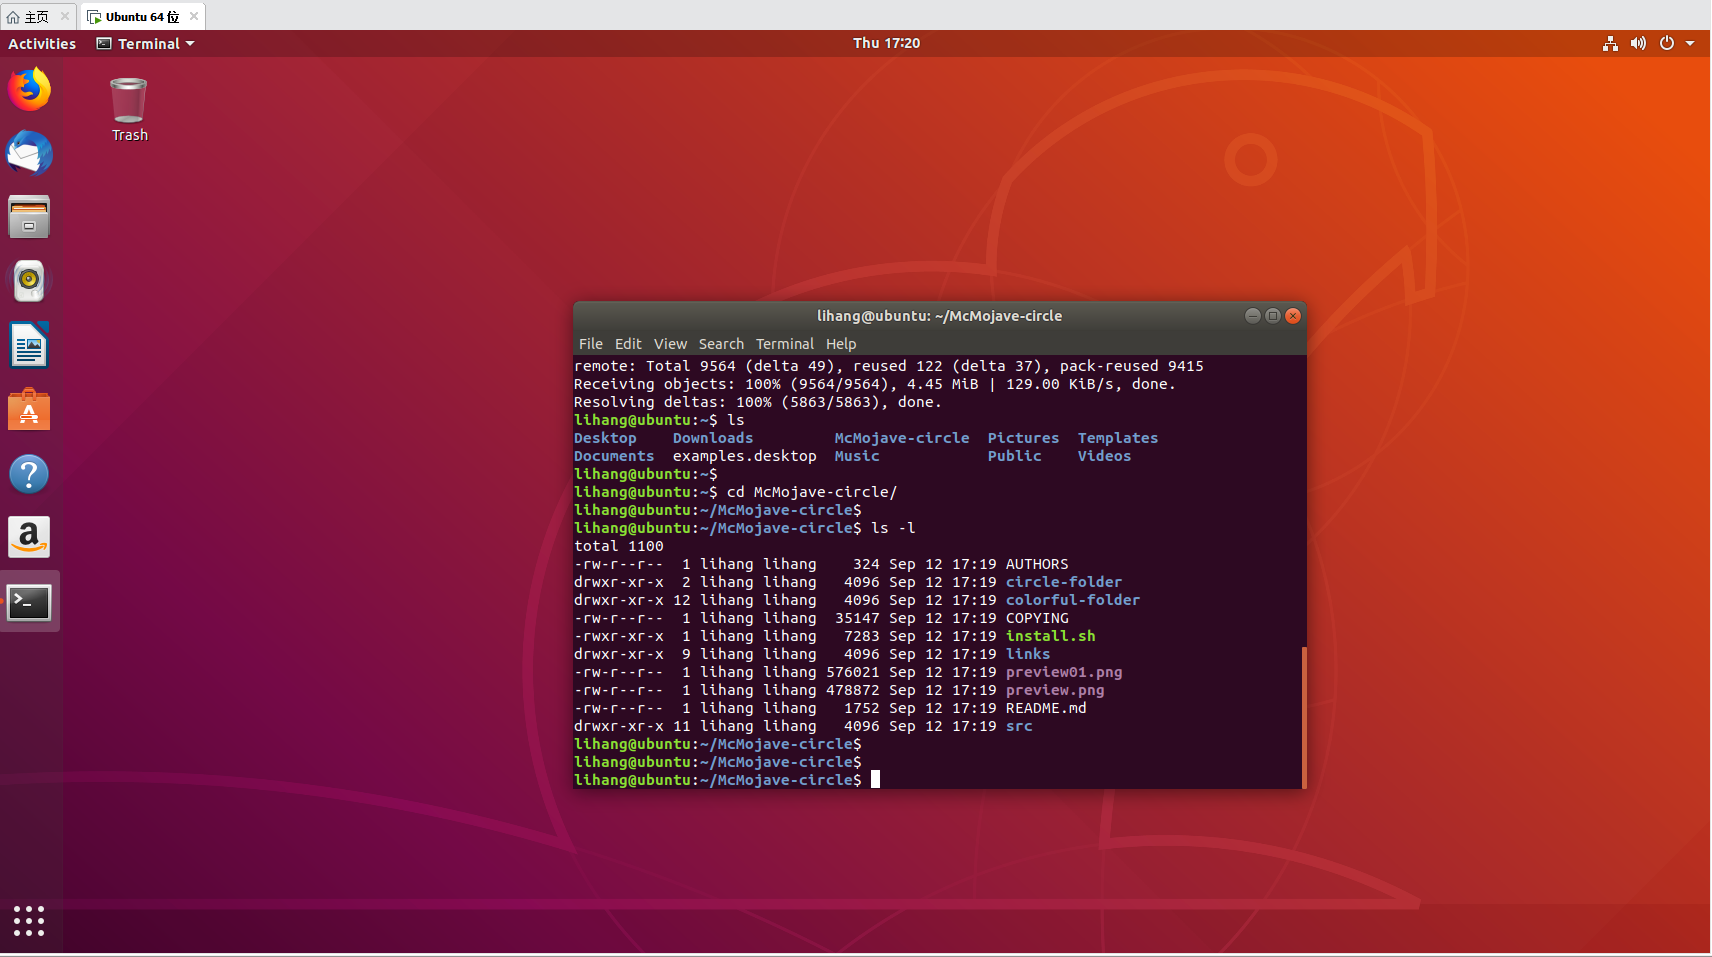 主页
Ubuntu 64 位
Activities
Terminal
Thu 17:20
Trash
lihang@ubuntu: ~/McMojave-circle
File Edit View Search Terminal Help
remote: Total 9564 (delta 49), reused 122 (delta 37), pack-reused 9415
Receiving objects: 100% (9564/9564), 4.45 MiB | 129.00 KiB/s, done.
Resolving deltas: 100% (5863/5863), done.
lihang@ubuntu:~$ ls
Desktop    Downloads         McMojave-circle  Pictures  Templates
Documents  examples.desktop  Music            Public    Videos
lihang@ubuntu:~$
lihang@ubuntu:~$ cd McMojave-circle/
lihang@ubuntu:~/McMojave-circle$
lihang@ubuntu:~/McMojave-circle$ ls -l
total 1100
-rw-r--r--  1 lihang lihang    324 Sep 12 17:19 AUTHORS
drwxr-xr-x  2 lihang lihang   4096 Sep 12 17:19 circle-folder
drwxr-xr-x 12 lihang lihang   4096 Sep 12 17:19 colorful-folder
-rw-r--r--  1 lihang lihang  35147 Sep 12 17:19 COPYING
-rwxr-xr-x  1 lihang lihang   7283 Sep 12 17:19 install.sh
drwxr-xr-x  9 lihang lihang   4096 Sep 12 17:19 links
-rw-r--r--  1 lihang lihang 576021 Sep 12 17:19 preview01.png
-rw-r--r--  1 lihang lihang 478872 Sep 12 17:19 preview.png
-rw-r--r--  1 lihang lihang   1752 Sep 12 17:19 README.md
drwxr-xr-x 11 lihang lihang   4096 Sep 12 17:19 src
lihang@ubuntu:~/McMojave-circle$
lihang@ubuntu:~/McMojave-circle$
lihang@ubuntu:~/McMojave-circle$